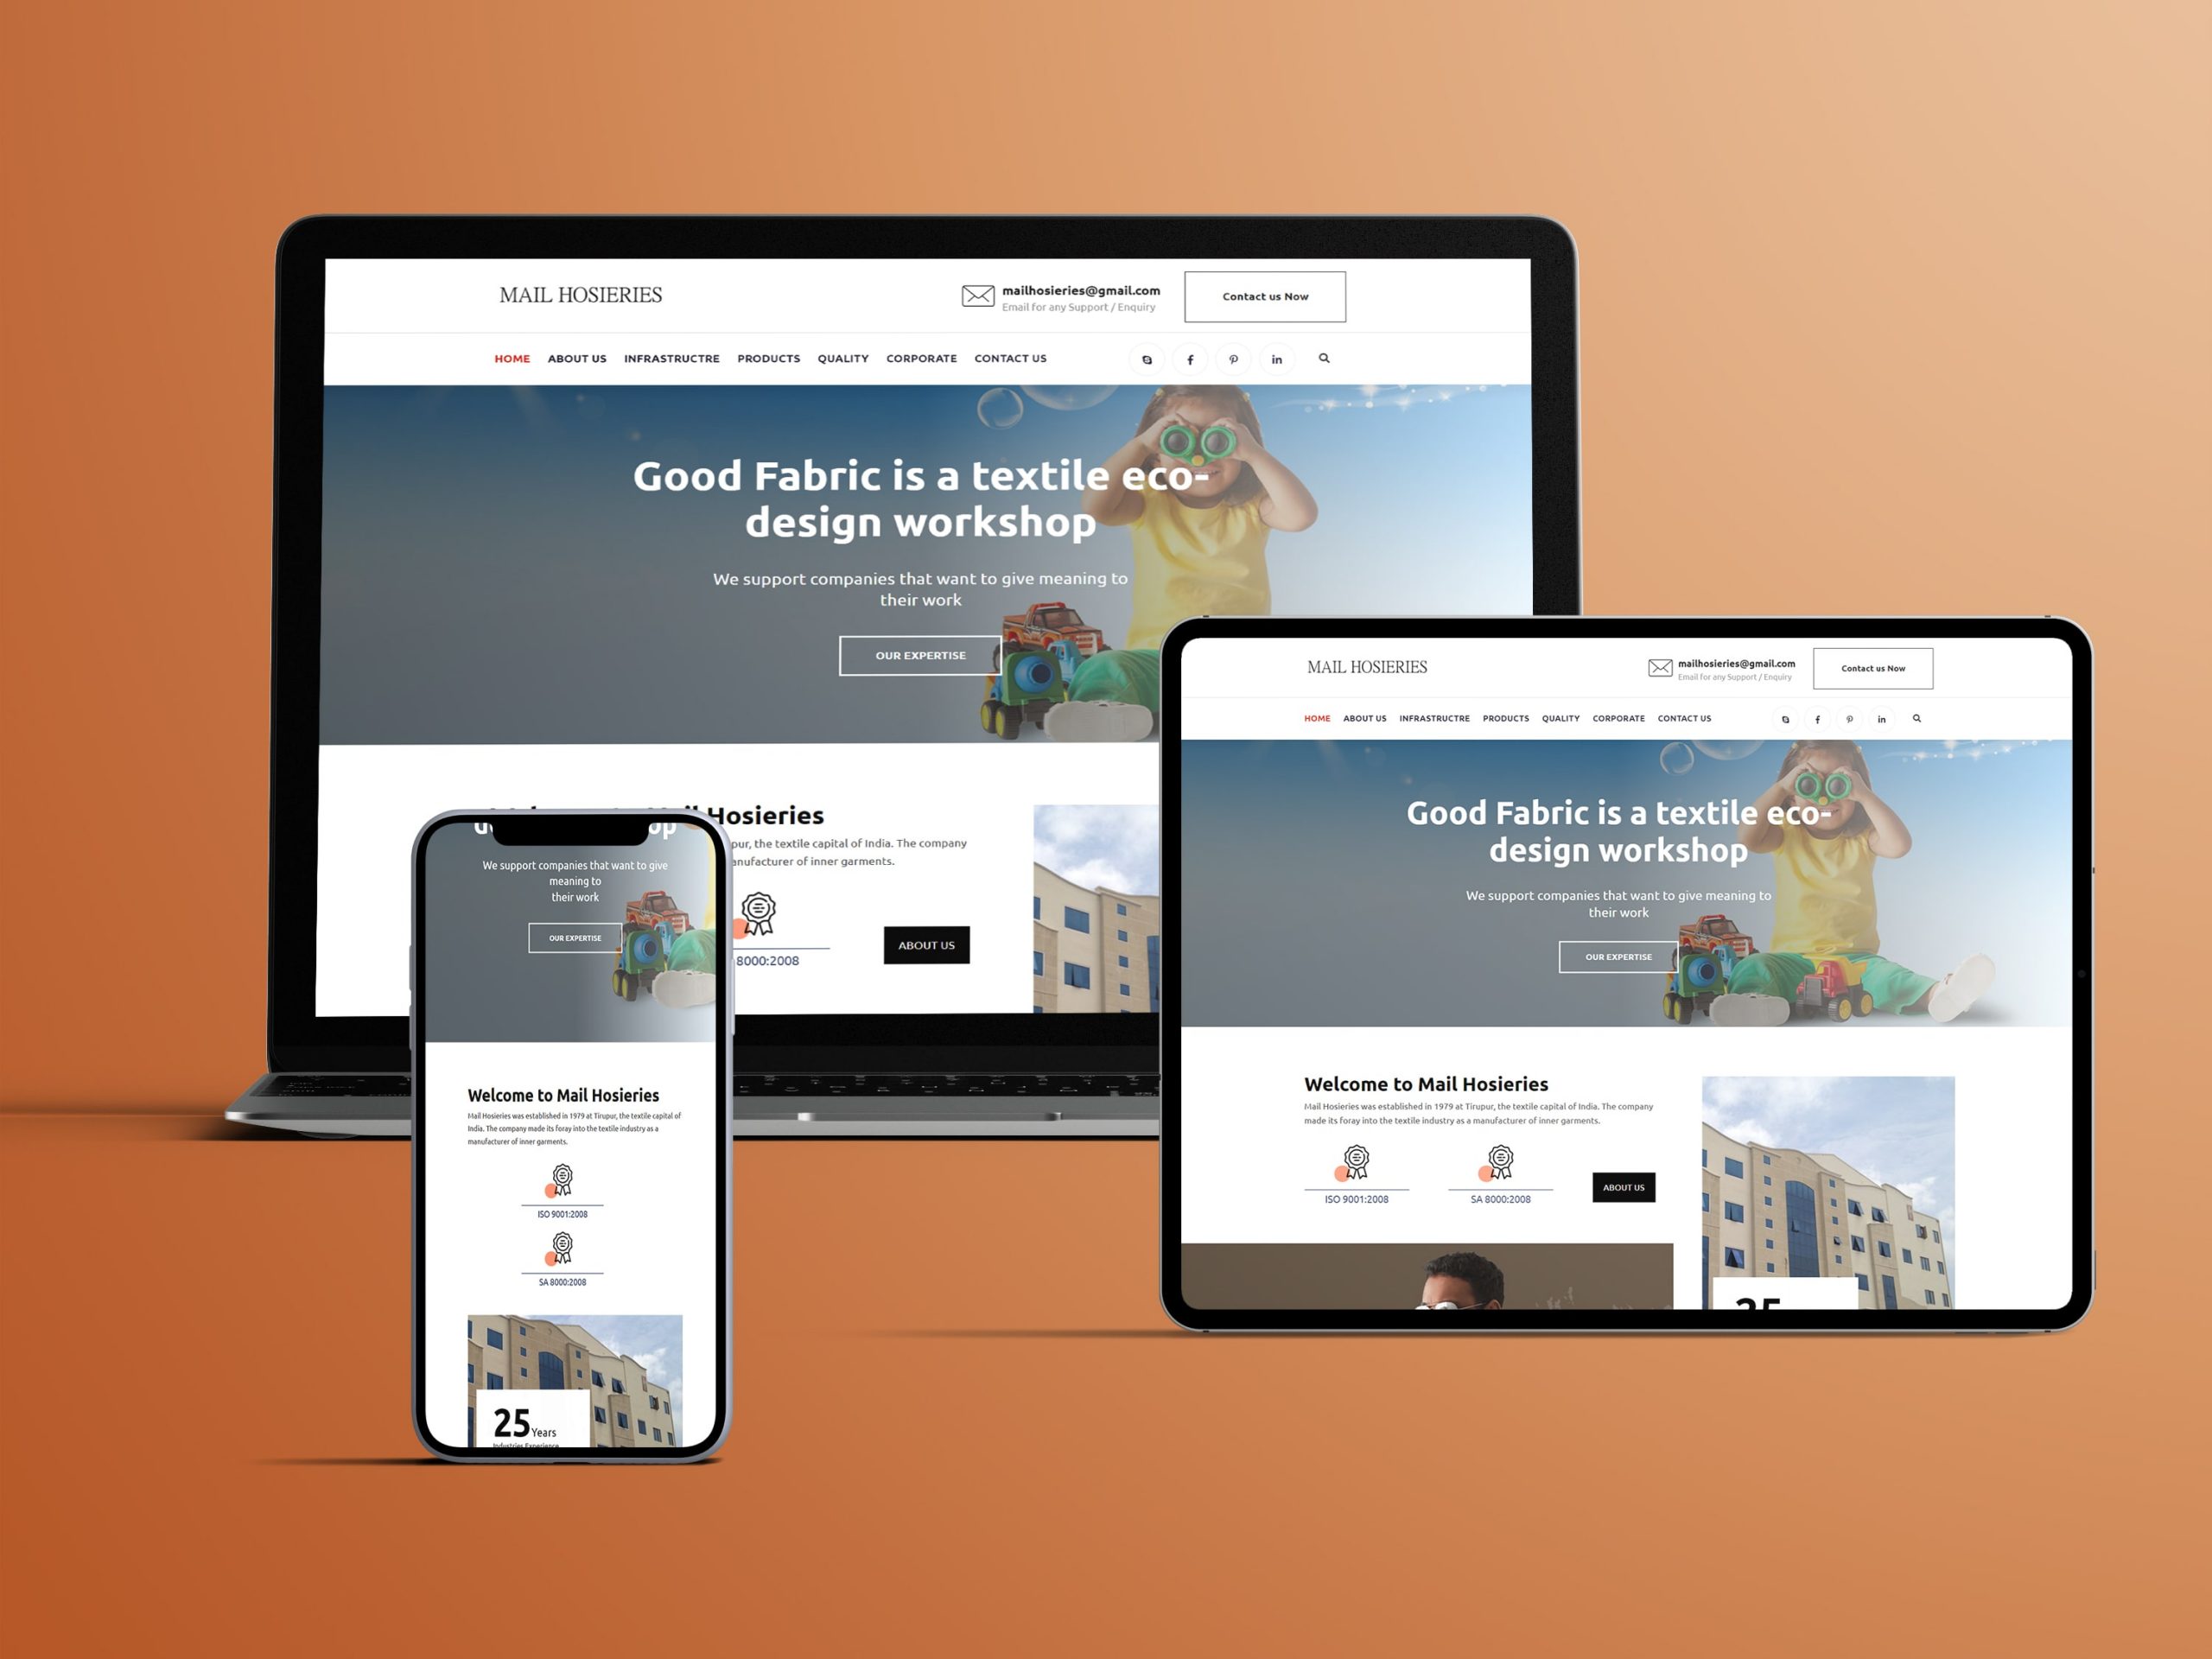 MAIL HOSIERIES
mailhosieries@gmail.com
Email for any Support / Enquiry
Contact us Now
HOME ABOUT US INFRASTRUCTRE PRODUCTS QUALITY CORPORATE CONTACT US
Good Fabric is a textile eco-
design workshop
We support companies that want to give meaning to
their work
OUR EXPERTISE
Hosieries
the textile capital of India. The company
of inner garments.
8000:2008
ABOUT US
We support companies that want to give
meaning to
their work
OUR EXPERTISE
Welcome to Mail Hosieries
Mail Hosieries was established in 1979 at Tirupur, the textile capital of
India. The company made its foray into the textile industry as a
manufacturer of inner garments.
ISO 9001:2008
SA 8000:2008
25 Years
Industries Experience
MAIL HOSIERIES
mailhosieries@gmail.com
Email for any Support / Enquiry
Contact us Now
HOME ABOUT US INFRASTRUCTRE PRODUCTS QUALITY CORPORATE CONTACT US
Good Fabric is a textile eco-
design workshop
We support companies that want to give meaning to
their work
OUR EXPERTISE
Welcome to Mail Hosieries
Mail Hosieries was established in 1979 at Tirupur, the textile capital of India. The company
made its foray into the textile industry as a manufacturer of inner garments.
ISO 9001:2008
SA 8000:2008
ABOUT US
25